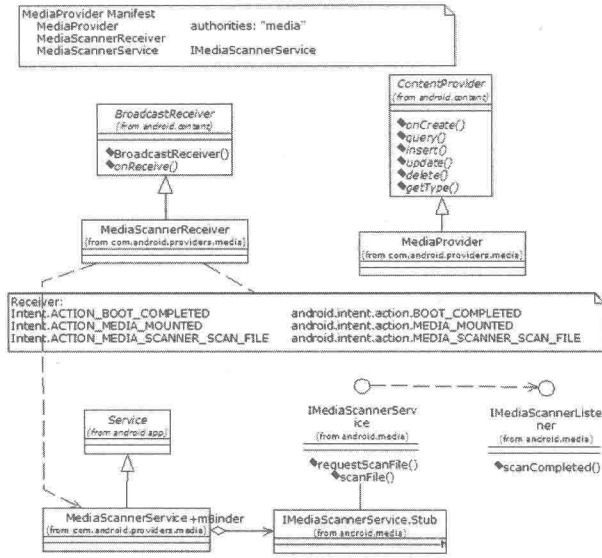 MediaProvider Manifest
MediaProvider authorities: "media"
MediaScannerReceiver
MediaScannerService IMediaScannerService
ContentProvider
(from android.content)
onCreate()
query()
insert()
update()
delete()
getType()
BroadcastReceiver
(from android.content)
BroadcastReceiver()
onReceive()
MediaScannerReceiver
(from com.android.providers.media)
MediaProvider
(from com.android.providers.media)
Receiver:
Intent.ACTION_BOOT_COMPLETED android.intent.action.BOOT_COMPLETED
Intent.ACTION_MEDIA_MOUNTED android.intent.action.MEDIA_MOUNTED
Intent.ACTION_MEDIA_SCANNER_SCAN_FILE android.intent.action.MEDIA_SCANNER_SCAN_FILE
Service
(from android.app)
IMediaScannerServ
ice
(from android.media)
requestScanFile()
scanFile()
IMediaScannerListe
ner
(from android.media)
scanCompleted()
MediaScannerService
(from com.android.providers.media)
+mBinder
IMediaScannerService.Stub
(from android.media)